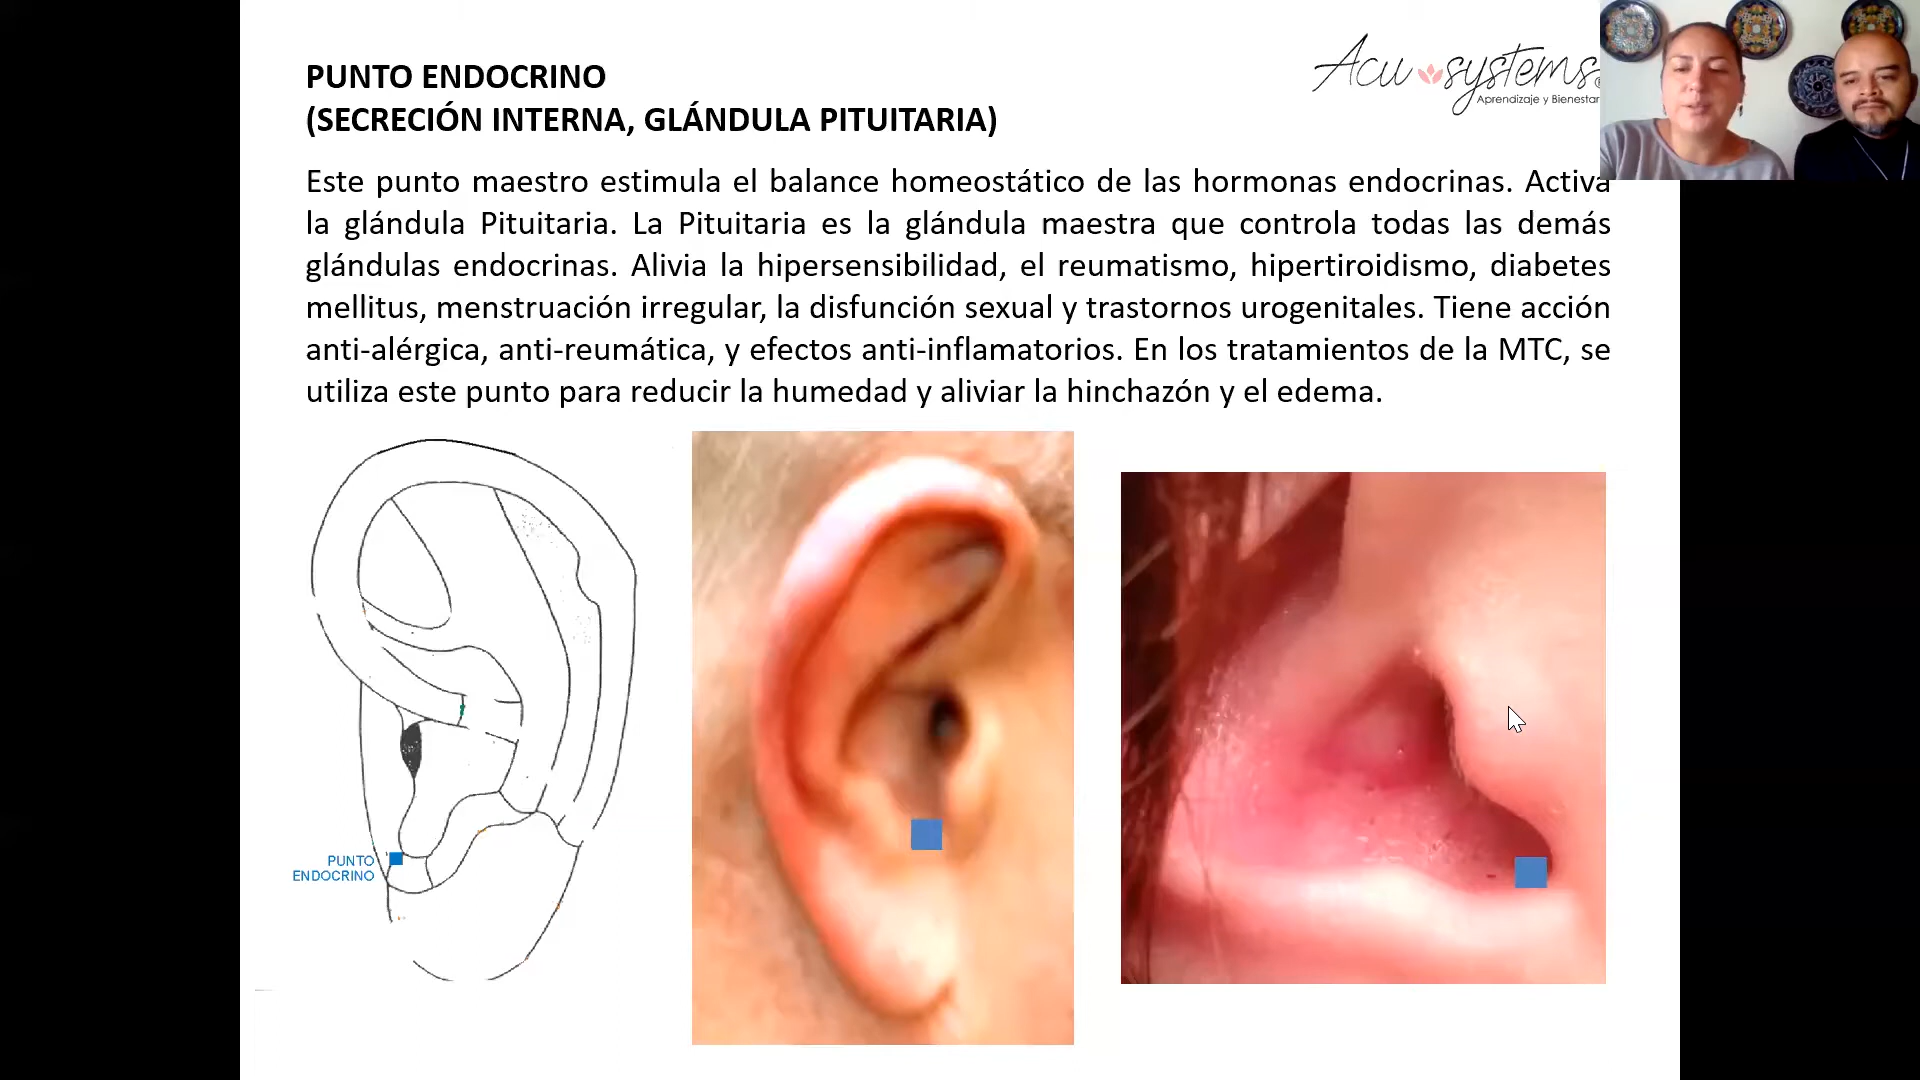 PUNTO ENDOCRINO
(SECRECIÓN INTERNA, GLÁNDULA PITUITARIA)
Acu systems
Aprendizaje y Bienestar
Este punto maestro estimula el balance homeostático de las hormonas endocrinas. Activa
la glándula Pituitaria. La Pituitaria es la glándula maestra que controla todas las demás
glándulas endocrinas. Alivia la hipersensibilidad, el reumatismo, hipertiroidismo, diabetes
mellitus, menstruación irregular, la disfunción sexual y trastornos urogenitales. Tiene acción
anti-alérgica, anti-reumática, y efectos anti-inflamatorios. En los tratamientos de la MTC, se
utiliza este punto para reducir la humedad y aliviar la hinchazón y el edema.
PUNTO
ENDOCRINO